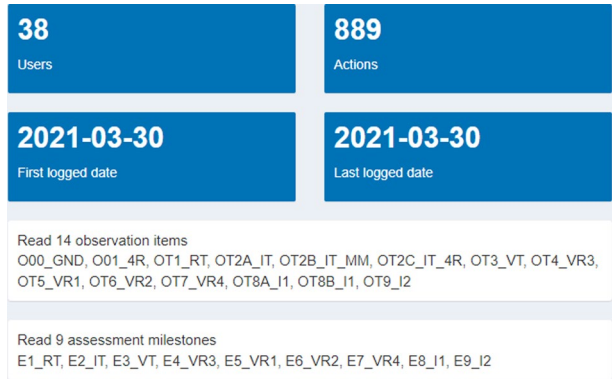 38
Users
889
Actions
2021-03-30
First logged date
2021-03-30
Last logged date
Read 14 observation items
O00_GND, O01_4R, OT1_RT, OT2A_IT, OT2B_IT_MM, OT2C_IT_4R, OT3_VT, OT4_VR3,
OT5_VR1, OT6_VR2, OT7_VR4, OT8A_I1, OT8B_I1, OT9_I2
Read 9 assessment milestones
E1_RT, E2_IT, E3_VT, E4_VR3, E5_VR1, E6_VR2, E7_VR4, E8_I1, E9_I2